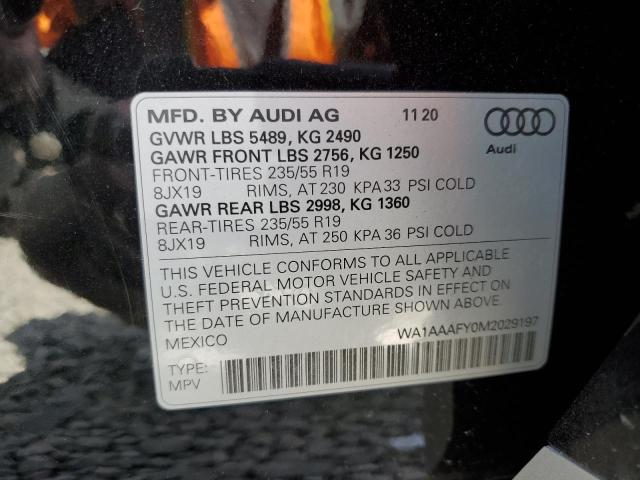 MFD. BY AUDI AG 11 20
GVWR LBS 5489, KG 2490
GAWR FRONT LBS 2756, KG 1250
Audi
FRONT-TIRES 235/55 R19
8JX19 RIMS, AT 230 KPA 33 PSI COLD
GAWR REAR LBS 2998, KG 1360
REAR-TIRES 235/55 R19
8JX19 RIMS, AT 250 KPA 36 PSI COLD
THIS VEHICLE CONFORMS TO ALL APPLICABLE
U.S. FEDERAL MOTOR VEHICLE SAFETY AND
THEFT PREVENTION STANDARDS IN EFFECT ON
THE DATE OF MANUFACTURE SHOWN ABOVE.
MEXICO WA1AAAFY0M2029197
TYPE:
MPV